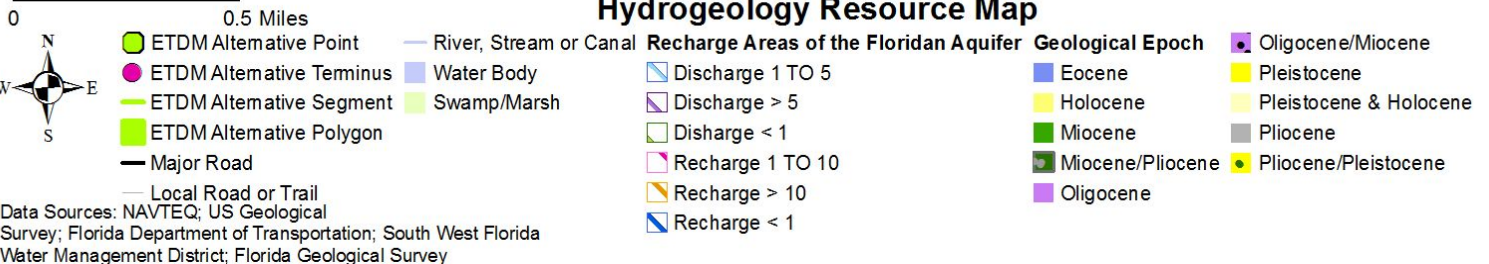 0 0.5 Miles
Hydrogeology Resource Map
N
W E
S
ETDM Alternative Point
ETDM Alternative Terminus
ETDM Alternative Segment
ETDM Alternative Polygon
Major Road
Local Road or Trail
River, Stream or Canal
Water Body
Swamp/Marsh
Recharge Areas of the Floridan Aquifer
Discharge 1 TO 5
Discharge > 5
Disharge < 1
Recharge 1 TO 10
Recharge > 10
Recharge < 1
Geological Epoch
Eocene
Holocene
Miocene
Miocene/Pliocene
Oligocene
Oligocene/Miocene
Pleistocene
Pleistocene & Holocene
Pliocene
Pliocene/Pleistocene
Data Sources: NAVTEQ; US Geological
Survey; Florida Department of Transportation; South West Florida
Water Management District; Florida Geological Survey